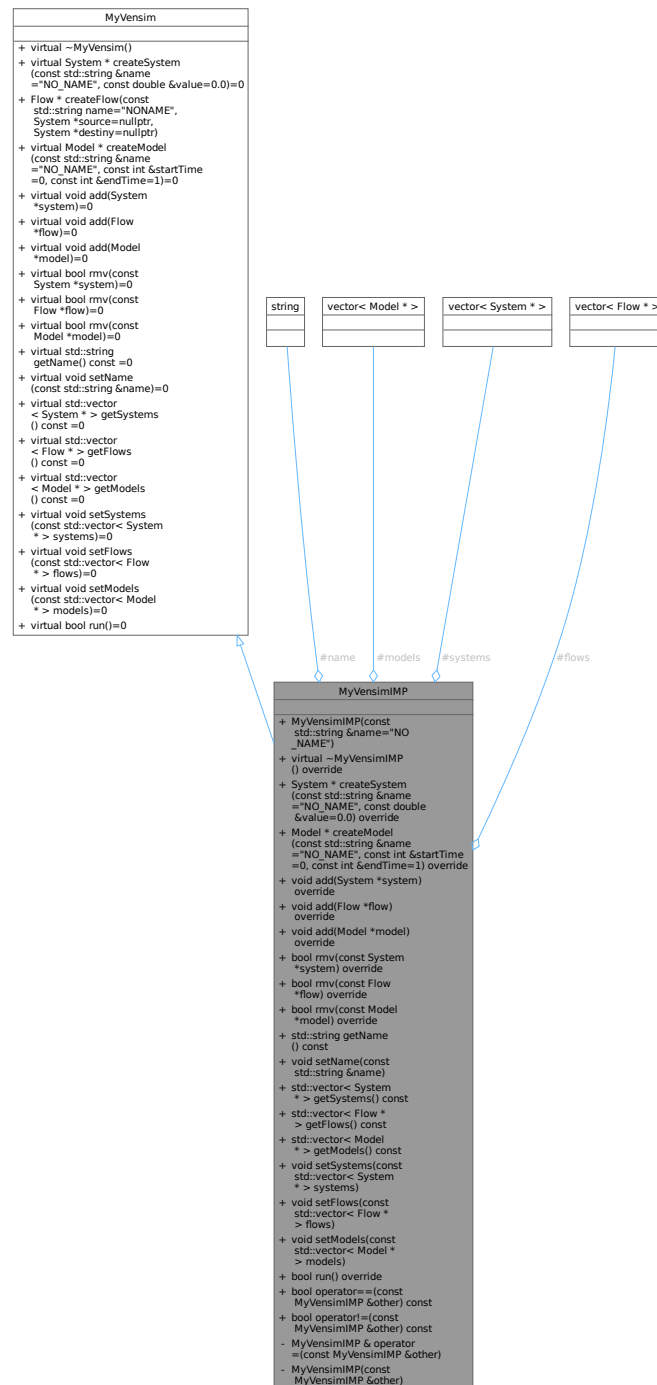 MyVensim
+ virtual ~MyVensim()
+ virtual System * createSystem
(const std::string &name
="NO_NAME", const double &value=0.0)=0
+ Flow * createFlow(const
std::string name="NONAME",
System *source=nullptr,
System *destiny=nullptr)
+ virtual Model * createModel
(const std::string &name
="NO_NAME", const int &startTime
=0, const int &endTime=1)=0
+ virtual void add(System
*system)=0
+ virtual void add(Flow
*flow)=0
+ virtual void add(Model
*model)=0
+ virtual bool rmv(const
System *system)=0
+ virtual bool rmv(const
Flow *flow)=0
+ virtual bool rmv(const
Model *model)=0
+ virtual std::string
getName() const =0
+ virtual void setName
(const std::string &name)=0
+ virtual std::vector
< System * > getSystems
() const =0
+ virtual std::vector
< Flow * > getFlows
() const =0
+ virtual std::vector
< Model * > getModels
() const =0
+ virtual void setSystems
(const std::vector< System
* > systems)=0
+ virtual void setFlows
(const std::vector< Flow
* > flows)=0
+ virtual void setModels
(const std::vector< Model
* > models)=0
+ virtual bool run()=0
string
vector< Model * >
vector< System * >
vector< Flow * >
#name
#models
#systems
#flows
MyVensimIMP
+ MyVensimIMP(const
std::string &name="NO
_NAME")
+ virtual ~MyVensimIMP
() override
+ System * createSystem
(const std::string &name
="NO_NAME", const double
&value=0.0) override
+ Model * createModel
(const std::string &name
="NO_NAME", const int &startTime
=0, const int &endTime=1) override
+ void add(System *system)
override
+ void add(Flow *flow)
override
+ void add(Model *model)
override
+ bool rmv(const System
*system) override
+ bool rmv(const Flow
*flow) override
+ bool rmv(const Model
*model) override
+ std::string getName
() const
+ void setName(const
std::string &name)
+ std::vector< System
* > getSystems() const
+ std::vector< Flow *
> getFlows() const
+ std::vector< Model
* > getModels() const
+ void setSystems(const
std::vector< System
* > systems)
+ void setFlows(const
std::vector< Flow *
> flows)
+ void setModels(const
std::vector< Model *
> models)
+ bool run() override
+ bool operator==(const
MyVensimIMP &other) const
+ bool operator!=(const
MyVensimIMP &other) const
- MyVensimIMP & operator
=(const MyVensimIMP &other)
- MyVensimIMP(const
MyVensimIMP &other)